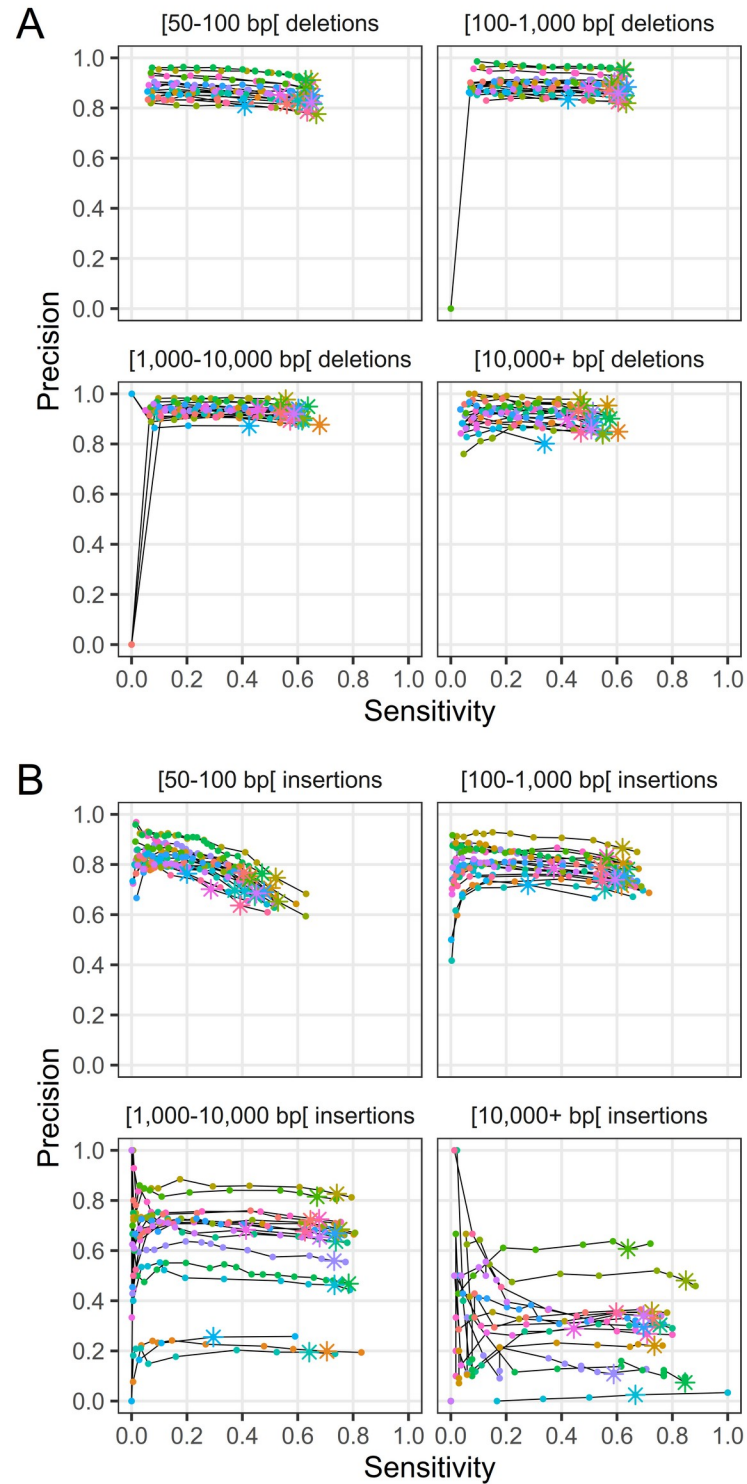 A
[50-100 bp[ deletions
[100-1,000 bp[ deletions
1.0
0.8
0.6
0.4
0.2
0.0
[1,000-10,000 bp[ deletions
[10,000+ bp[ deletions
1.0
0.8
0.6
0.4
0.2
0.0
Precision
0.0 0.2 0.4 0.6 0.8 1.0
0.0 0.2 0.4 0.6 0.8 1.0
Sensitivity
B
[50-100 bp[ insertions
[100-1,000 bp[ insertions
1.0
0.8
0.6
0.4
0.2
0.0
[1,000-10,000 bp[ insertions
[10,000+ bp[ insertions
1.0
0.8
0.6
0.4
0.2
0.0
Precision
0.0 0.2 0.4 0.6 0.8 1.0
0.0 0.2 0.4 0.6 0.8 1.0
Sensitivity